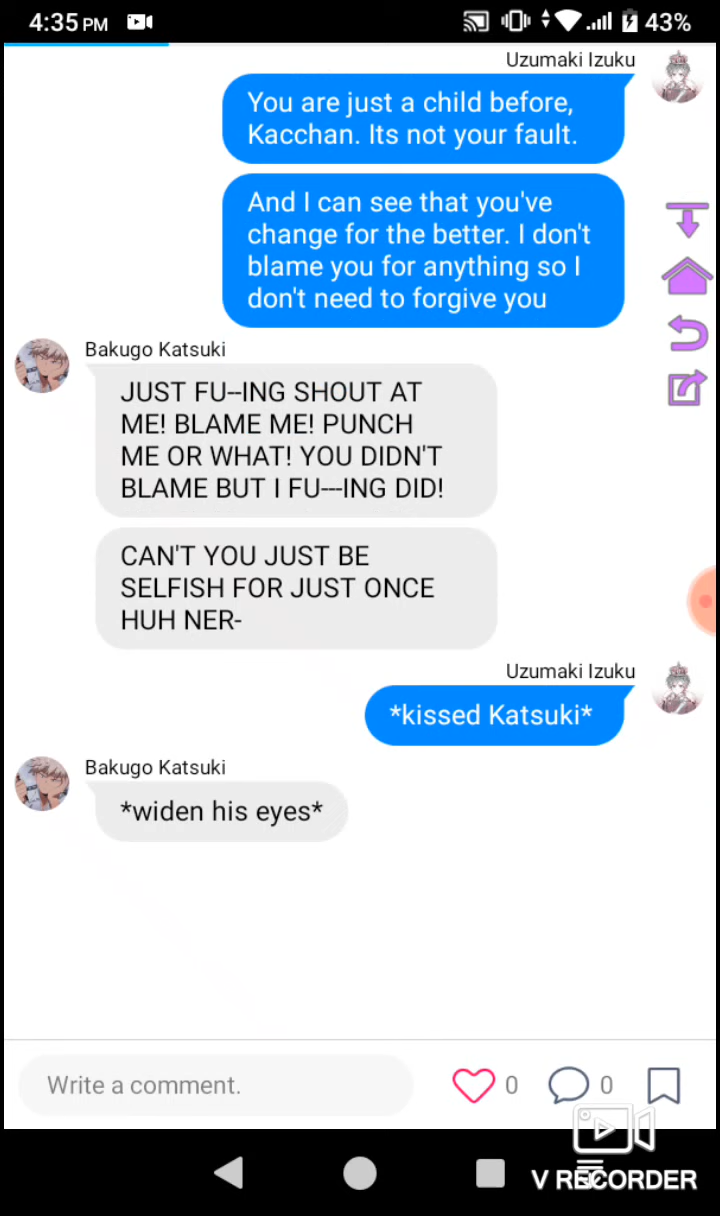 4:35 PM
43%
Uzumaki Izuku
You are just a child before,
Kacchan. Its not your fault.
And I can see that you've
change for the better. I don't
blame you for anything so I
don't need to forgive you
Bakugo Katsuki
JUST FU--ING SHOUT AT
ME! BLAME ME! PUNCH
ME OR WHAT! YOU DIDN'T
BLAME BUT I FU---ING DID!
CAN'T YOU JUST BE
SELFISH FOR JUST ONCE
HUH NER-
Uzumaki Izuku
*kissed Katsuki*
Bakugo Katsuki
*widen his eyes*
Write a comment.
0
0
V RECORDER